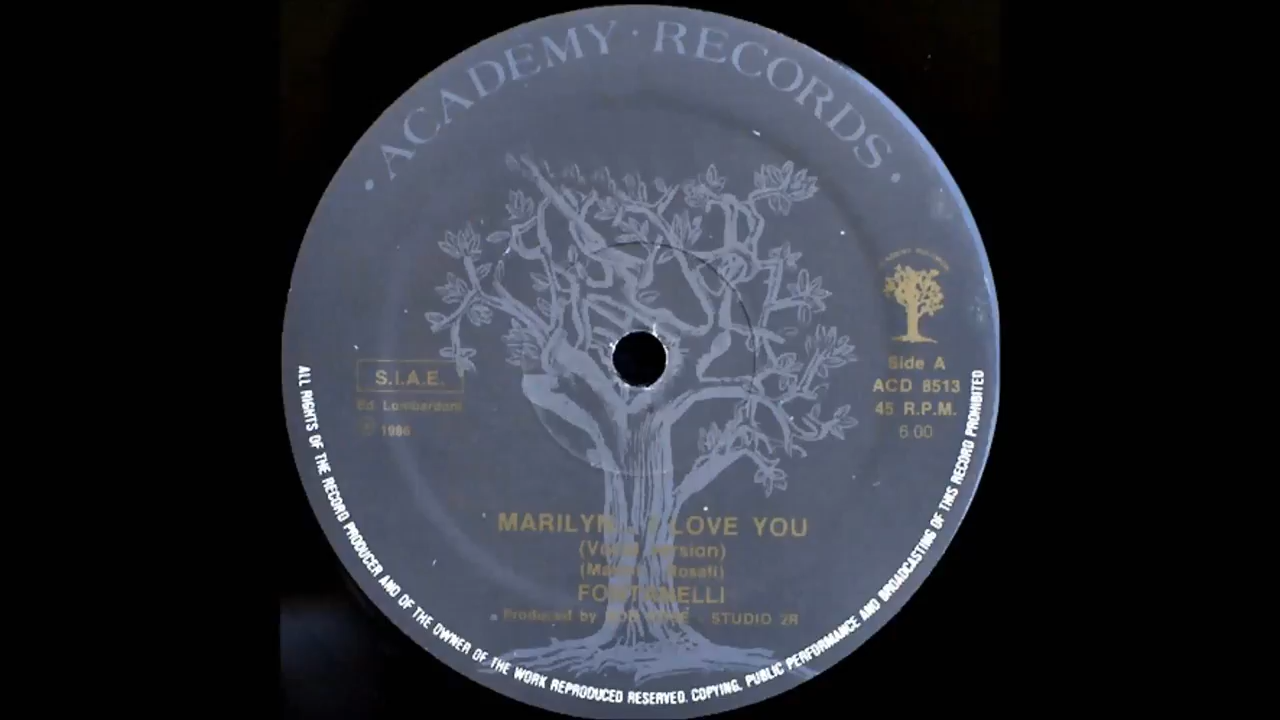 · ACADEMY · RECORDS ·
S.I.A.E.
Ed. Lombardoni
℗ 1986
Side A
ACD 8513
45 R.P.M.
6.00
MARILYN I LOVE YOU
(Vocal Version)
Rosati)
FONTANELLI
Produced by STUDIO 2R
ALL RIGHTS OF THE RECORD PRODUCER AND OF THE OWNER OF THE WORK REPRODUCED RESERVED. COPYING, PUBLIC PERFORMANCE AND BROADCASTING OF THIS RECORD PROHIBITED